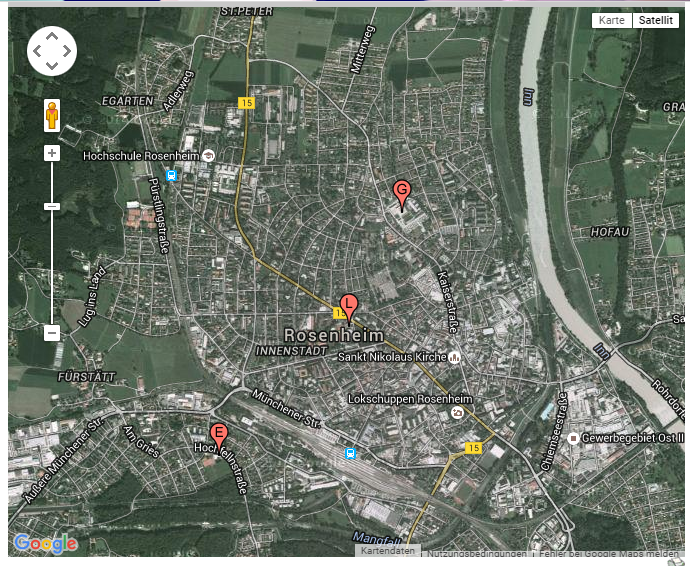 ST.PETER
Karte
Satellit
Mitterweg
Adlerweg
EGARTEN
15
Inn
GRA
Hochschule Rosenheim
Pürstlingstraße
G
HOFAU
Kaiserstraße
Lug ins Land
L
15
Rosenheim
INNENSTADT
Sankt Nikolaus Kirche
Inn
FÜRSTÄTT
Münchener Str.
Lokschuppen Rosenheim
Rohrdorfe
Chiemseestraße
Äußere Münchener Str.
Am Gries
E
Hochfellnstraße
15
Gewerbegebiet Ost II
Google
Mangfall
Kartendaten
Nutzungsbedingungen
Fehler bei Google Maps melden